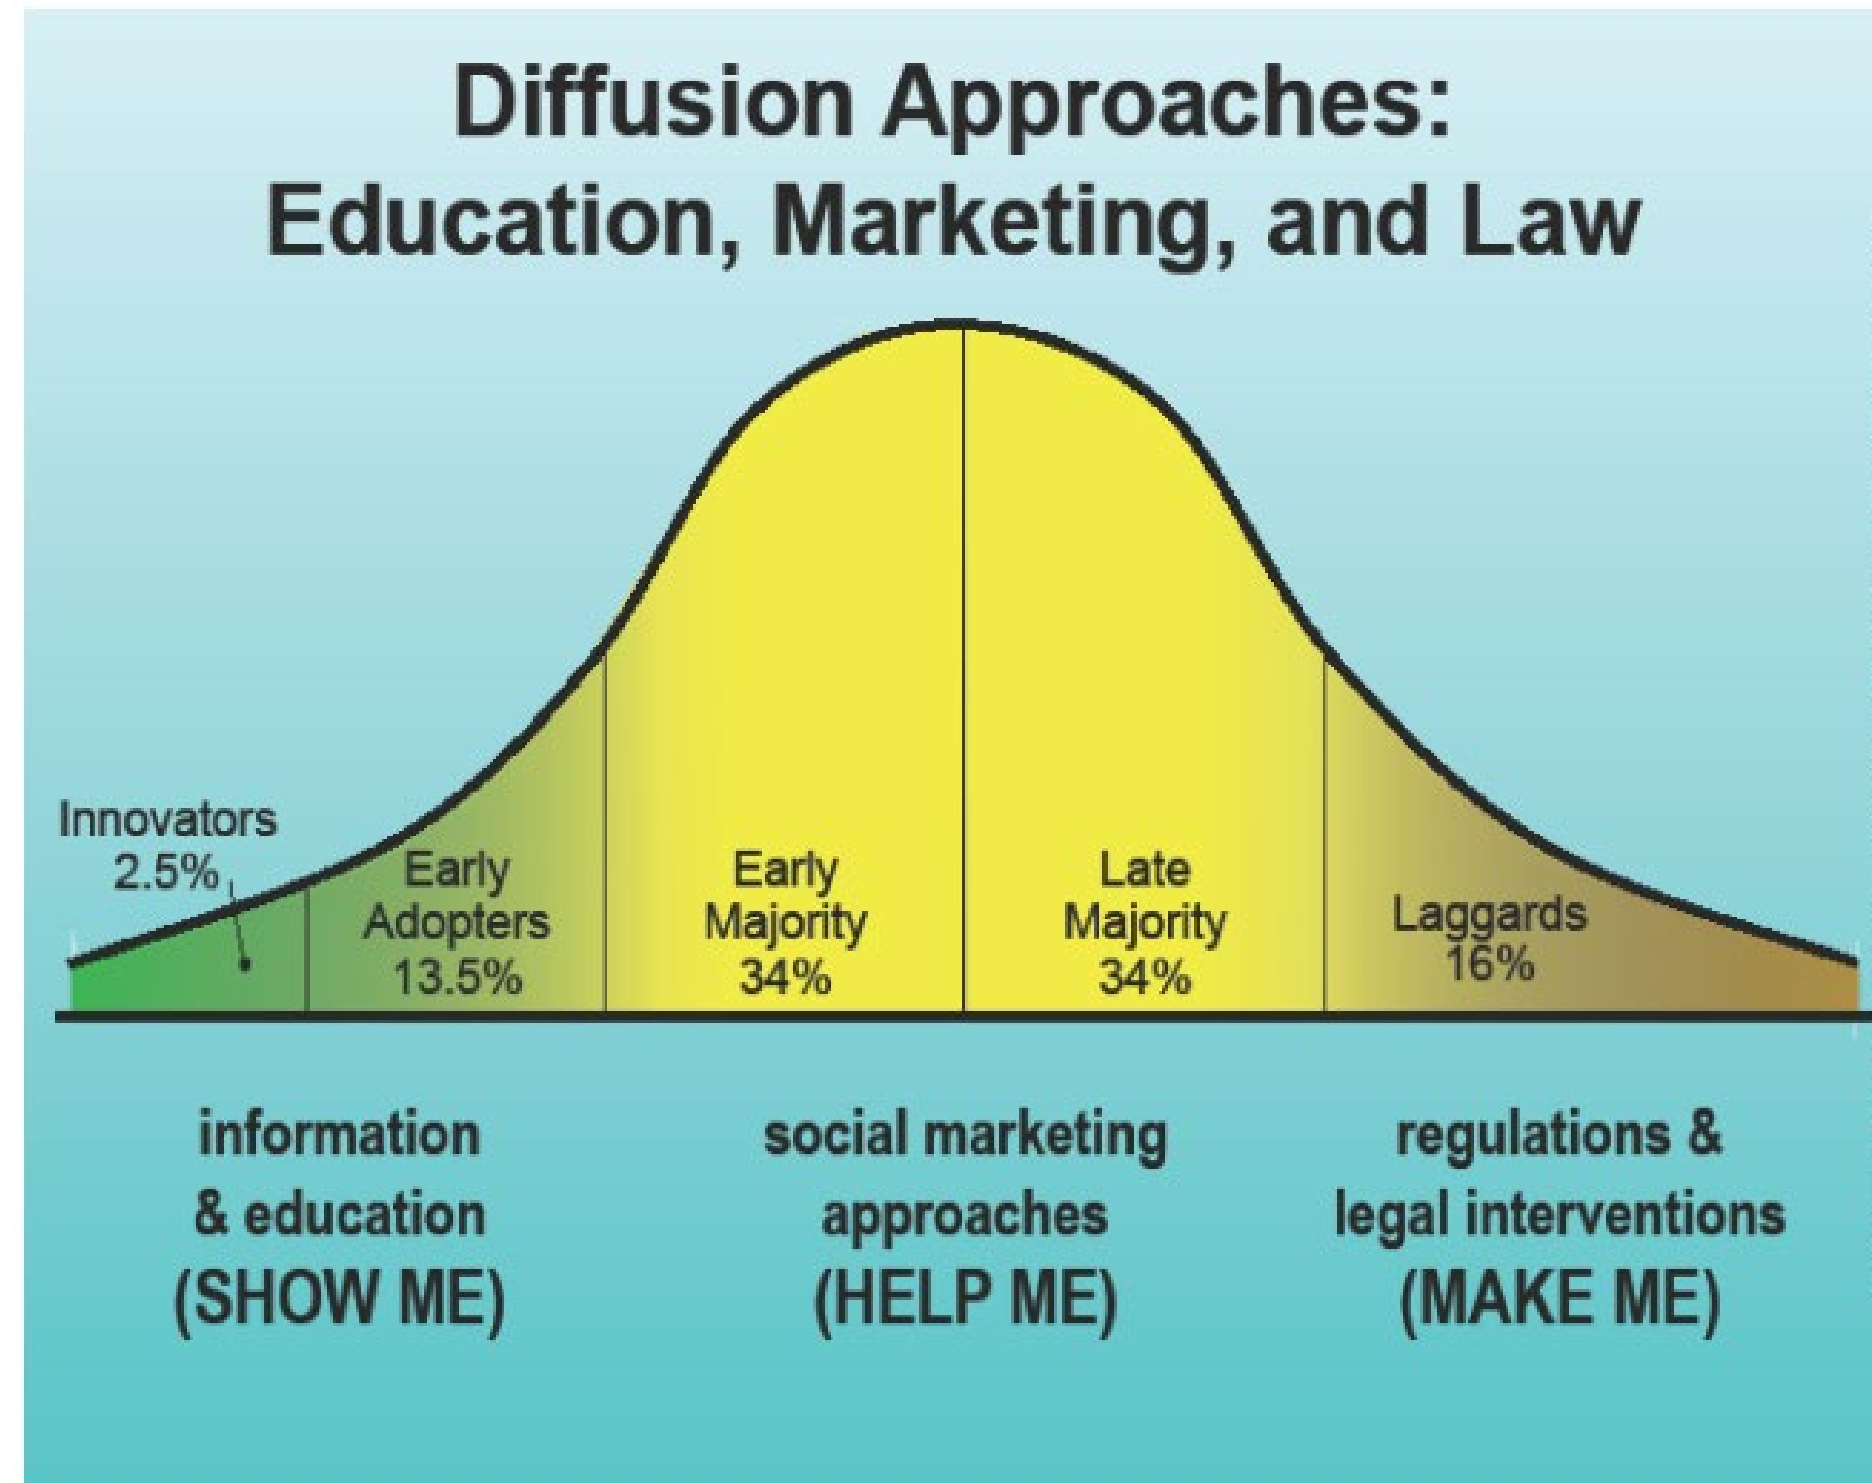 Diffusion Approaches:
Education, Marketing, and Law
Innovators
2.5%
Early
Adopters
13.5%
Early
Majority
34%
Late
Majority
34%
Laggards
16%
information
& education
(SHOW ME)
social marketing
approaches
(HELP ME)
regulations &
legal interventions
(MAKE ME)